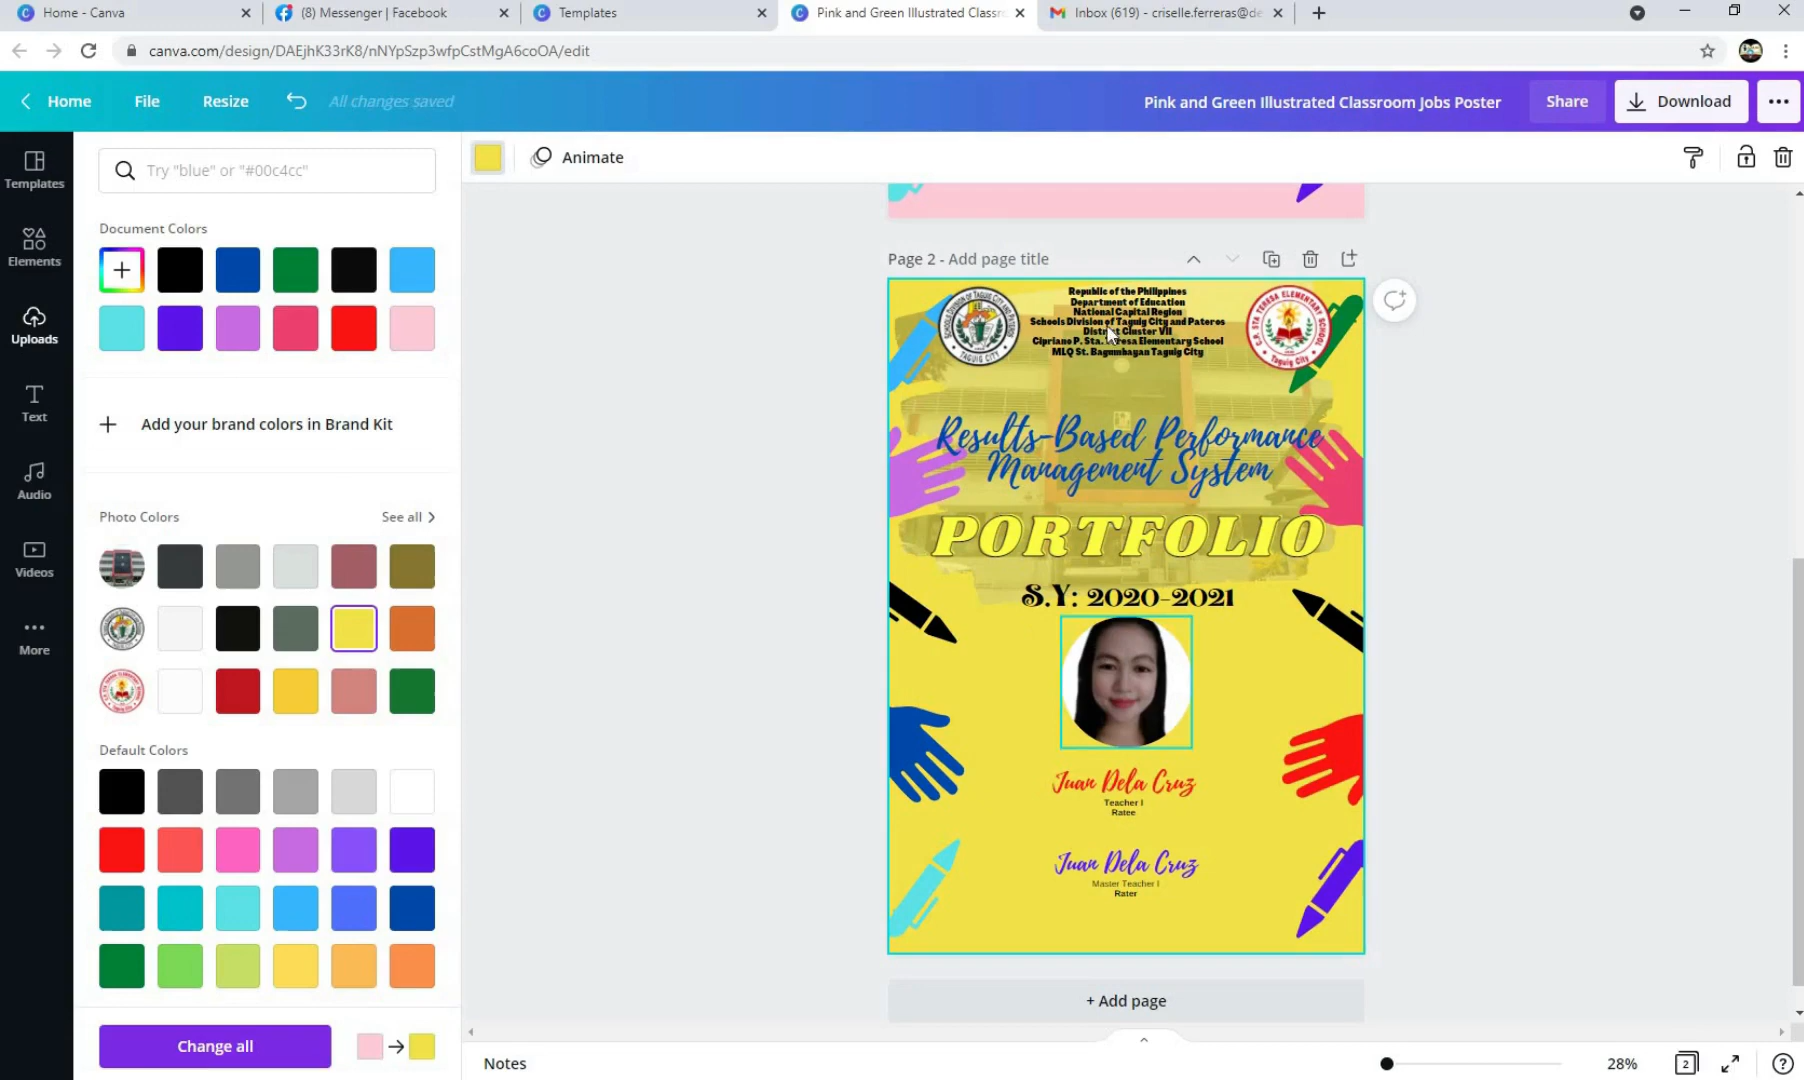 Home - Canva
(8) Messenger | Facebook
Templates
Pink and Green Illustrated Classro
Inbox (619) - criselle.ferreras@de
canva.com/design/DAEjhK33rK8/nNYpSzp3wfpCstMgA6coOA/edit
Home
File
Resize
All changes saved
Pink and Green Illustrated Classroom Jobs Poster
Share
Download
Templates
Elements
Uploads
Text
Audio
Videos
More
Try "blue" or "#00c4cc"
Document Colors
Add your brand colors in Brand Kit
Photo Colors
See all
Default Colors
Change all
Animate
Page 2 - Add page title
Republic of the Philippines
Department of Education
National Capital Region
Schools Division of Taguig City and Pateros
District Cluster VII
Cipriano P. Sta. Teresa Elementary School
MLQ St. Bagumbayan Taguig City
Results-Based Performance
Management System
PORTFOLIO
S.Y: 2020-2021
Juan Dela Cruz
Teacher I
Ratee
Juan Dela Cruz
Master Teacher I
Rater
+ Add page
Notes
28%
2